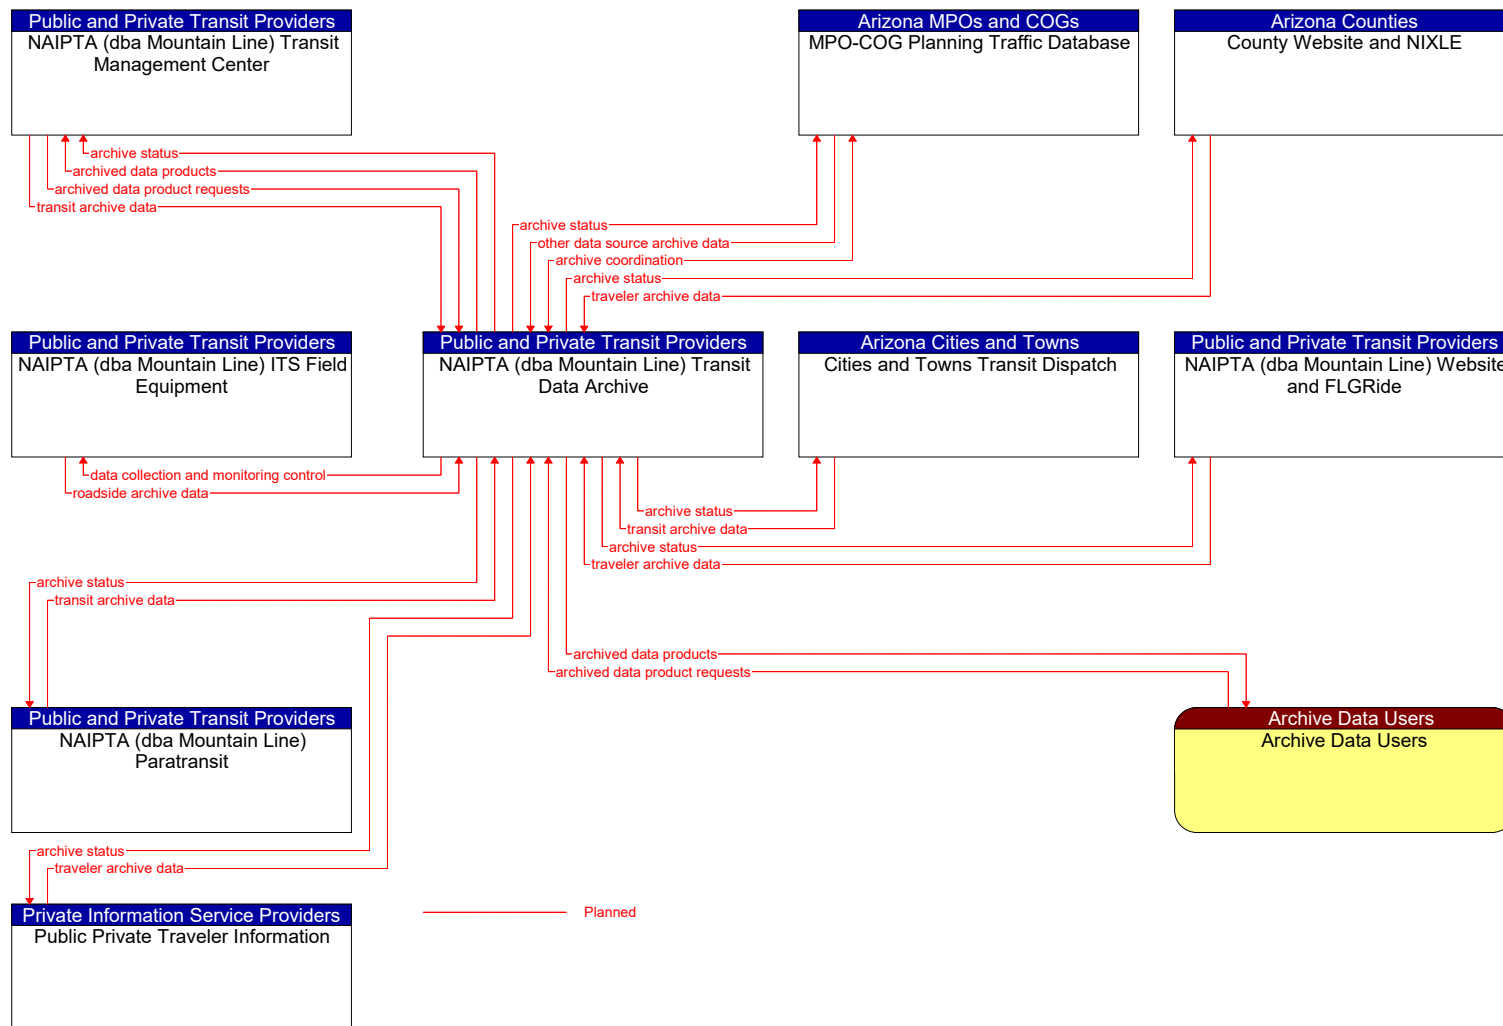 Public and Private Transit Providers
NAIPTA (dba Mountain Line) Transit
Management Center
Arizona MPOs and COGs
MPO-COG Planning Traffic Database
Arizona Counties
County Website and NIXLE
archive status
archived data products
archived data product requests
transit archive data
archive status
other data source archive data
archive coordination
archive status
traveler archive data
Public and Private Transit Providers
NAIPTA (dba Mountain Line) ITS Field
Equipment
Public and Private Transit Providers
NAIPTA (dba Mountain Line) Transit
Data Archive
Arizona Cities and Towns
Cities and Towns Transit Dispatch
Public and Private Transit Providers
NAIPTA (dba Mountain Line) Website
and FLGRide
data collection and monitoring control
roadside archive data
archive status
transit archive data
archive status
traveler archive data
archive status
transit archive data
archived data products
archived data product requests
Public and Private Transit Providers
NAIPTA (dba Mountain Line)
Paratransit
Archive Data Users
Archive Data Users
archive status
traveler archive data
Private Information Service Providers
Public Private Traveler Information
Planned